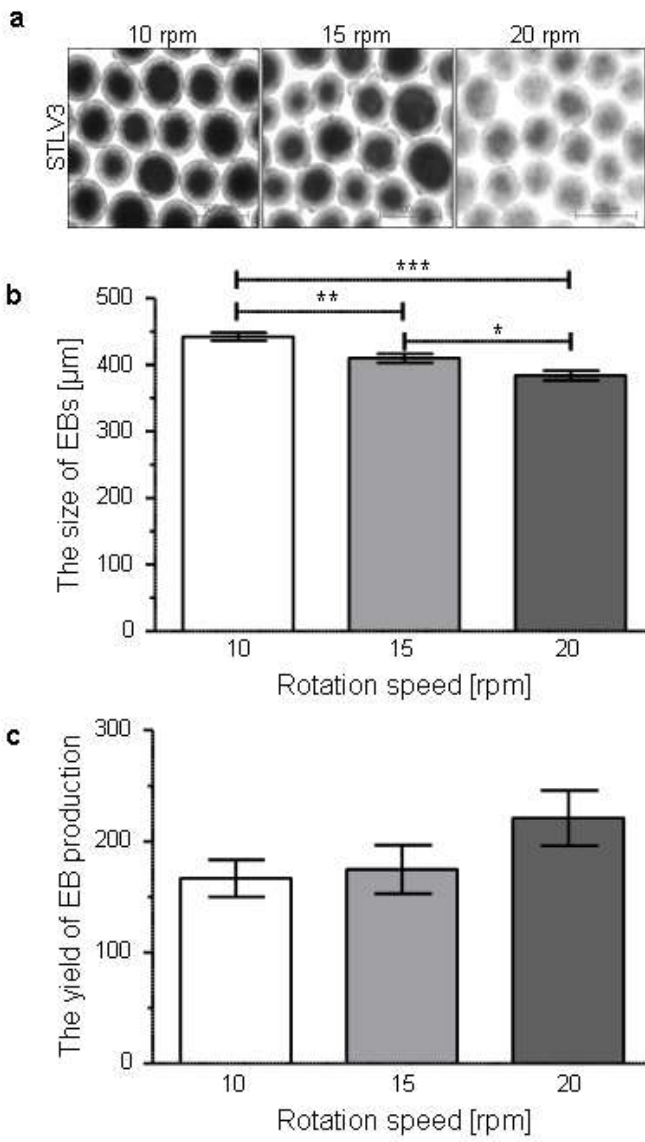 a
10 rpm 15 rpm 20 rpm
STLV3
b
***
**
*
The size of EBs [µm]
500
400
300
200
100
0
10 15 20
Rotation speed [rpm]
c
The yield of EB production
300
200
100
0
10 15 20
Rotation speed [rpm]